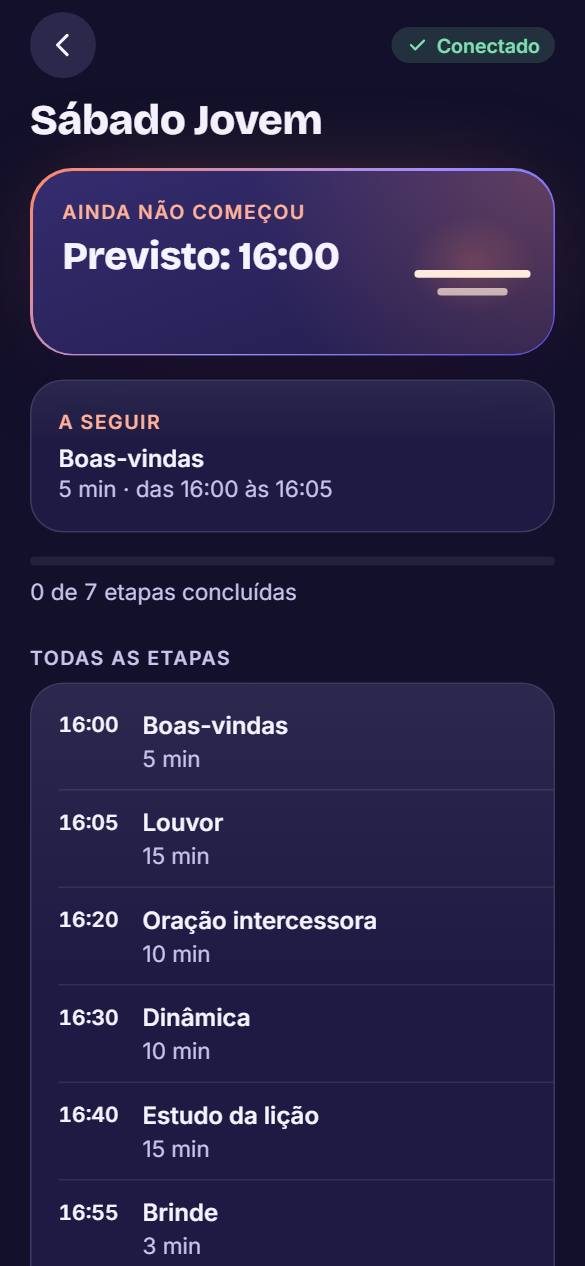 Conectado
Sábado Jovem
AINDA NÃO COMEÇOU
Previsto: 16:00
A SEGUIR
Boas-vindas
5 min · das 16:00 às 16:05
0 de 7 etapas concluídas
TODAS AS ETAPAS
16:00 Boas-vindas
5 min
16:05 Louvor
15 min
16:20 Oração intercessora
10 min
16:30 Dinâmica
10 min
16:40 Estudo da lição
15 min
16:55 Brinde
3 min